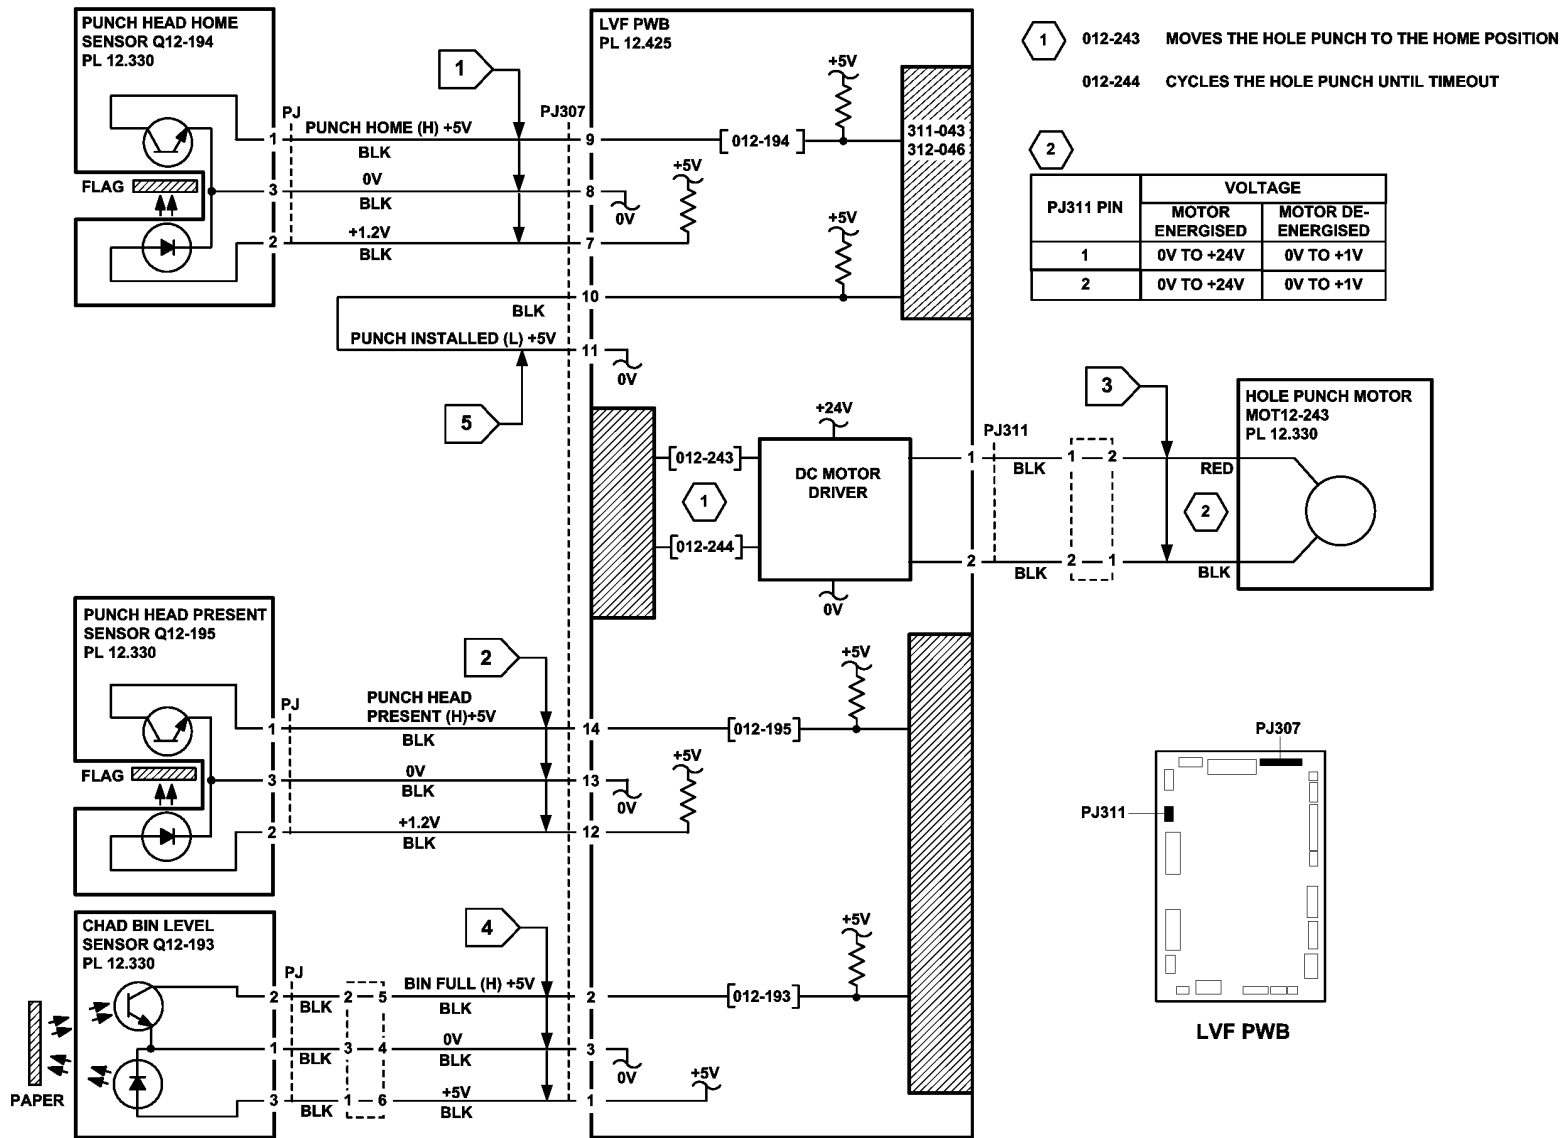 PUNCH HEAD HOME
SENSOR Q12-194
PL 12.330
FLAG
1
3
2
PJ
PUNCH HOME (H) +5V
BLK
0V
BLK
+1.2V
BLK
1
PJ307
9
8
7
10
11
BLK
PUNCH INSTALLED (L) +5V
5
LVF PWB
PL 12.425
+5V
[012-194]
+5V
0V
+5V
0V
311-043
312-046
1 012-243 MOVES THE HOLE PUNCH TO THE HOME POSITION
012-244 CYCLES THE HOLE PUNCH UNTIL TIMEOUT
2
PJ311 PIN VOLTAGE
MOTOR ENERGISED
MOTOR DE-
ENERGISED
1 0V TO +24V 0V TO +1V
2 0V TO +24V 0V TO +1V
[012-243]
1
[012-244]
+24V
DC MOTOR
DRIVER
0V
1
2
PJ311
BLK
1 2
RED
BLK
2 1
BLK
3
2
HOLE PUNCH MOTOR
MOT12-243
PL 12.330
PUNCH HEAD PRESENT
SENSOR Q12-195
PL 12.330
FLAG
1
3
2
PJ
PUNCH HEAD
PRESENT (H)+5V
BLK
0V
BLK
+1.2V
BLK
2
14
13
12
[012-195]
+5V
+5V
0V
CHAD BIN LEVEL
SENSOR Q12-193
PL 12.330
PAPER
2
1
3
PJ
BLK
2 5
BIN FULL (H) +5V
BLK
BLK
3 4
0V
BLK
BLK
1 6
+5V
BLK
4
2
3
1
[012-193]
+5V
0V
+5V
PJ307
PJ311
LVF PWB